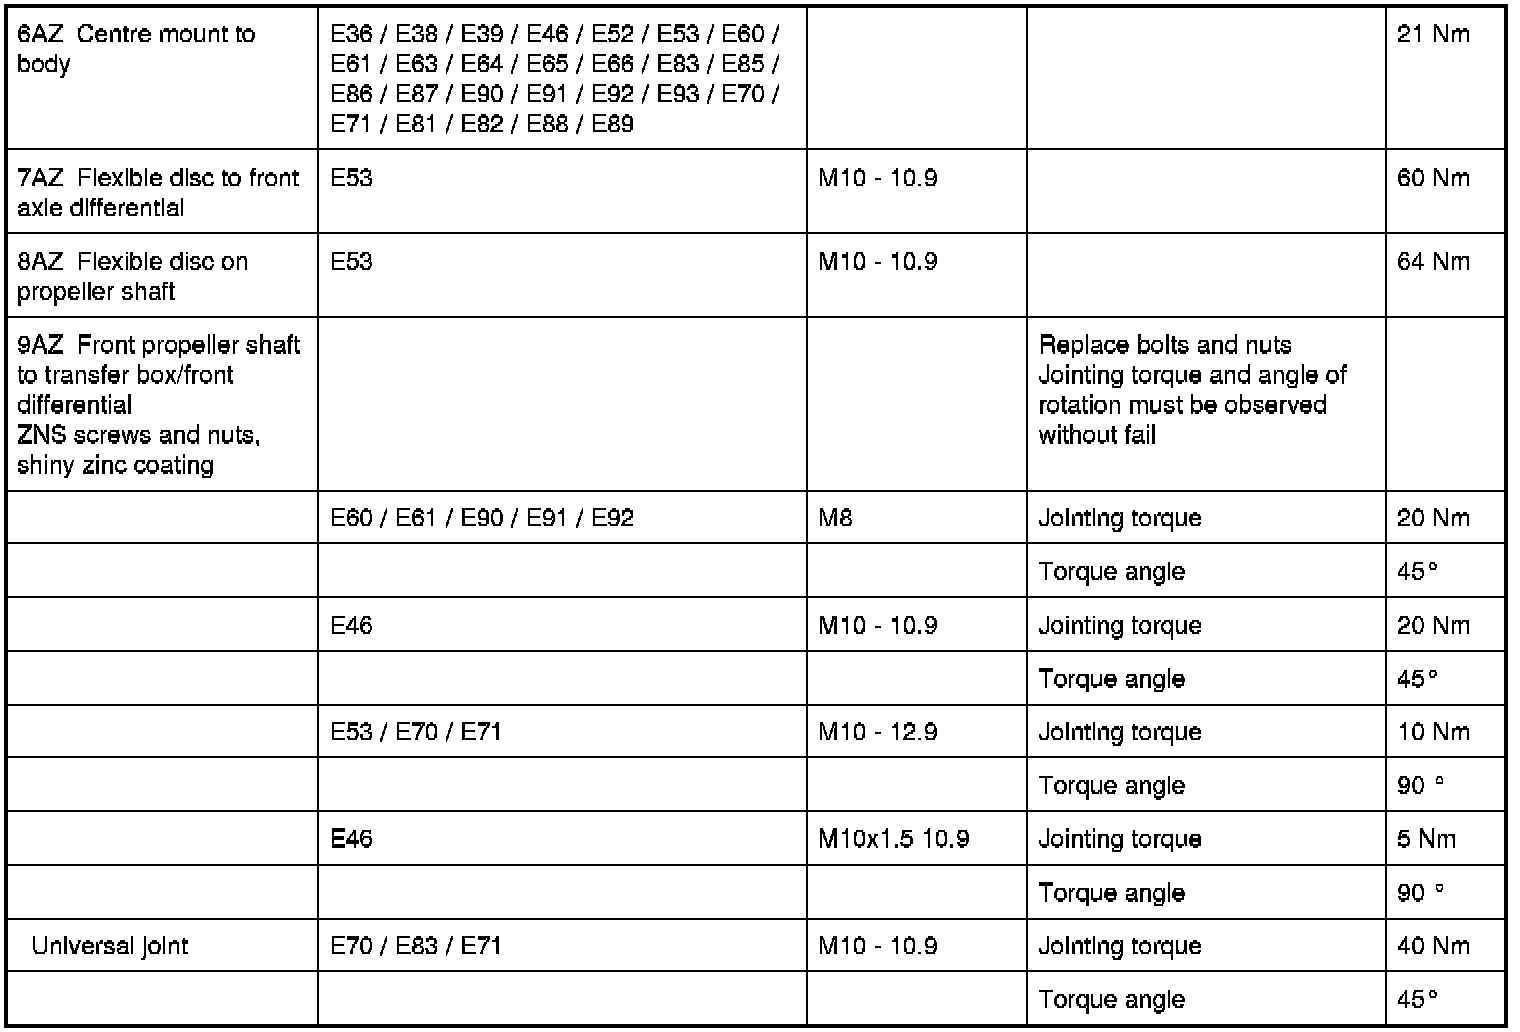 6AZ Centre mount to
body
E36 / E38 / E39 / E46 / E52 / E53 / E60 /
E61 / E63 / E64 / E65 / E66 / E83 / E85 /
E86 / E87 / E90 / E91 / E92 / E93 / E70 /
E71 / E81 / E82 / E88 / E89
21 Nm
7AZ Flexible disc to front
axle differential
E53
M10 - 10.9
60 Nm
8AZ Flexible disc on
propeller shaft
E53
M10 - 10.9
64 Nm
9AZ Front propeller shaft
to transfer box/front
differential
ZNS screws and nuts,
shiny zinc coating
Replace bolts and nuts
Jointing torque and angle of
rotation must be observed
without fail
E60 / E61 / E90 / E91 / E92
M8
Jointing torque
20 Nm
Torque angle
45°
E46
M10 - 10.9
Jointing torque
20 Nm
Torque angle
45°
E53 / E70 / E71
M10 - 12.9
Jointing torque
10 Nm
Torque angle
90 °
E46
M10x1.5 10.9
Jointing torque
5 Nm
Torque angle
90 °
Universal joint
E70 / E83 / E71
M10 - 10.9
Jointing torque
40 Nm
Torque angle
45°